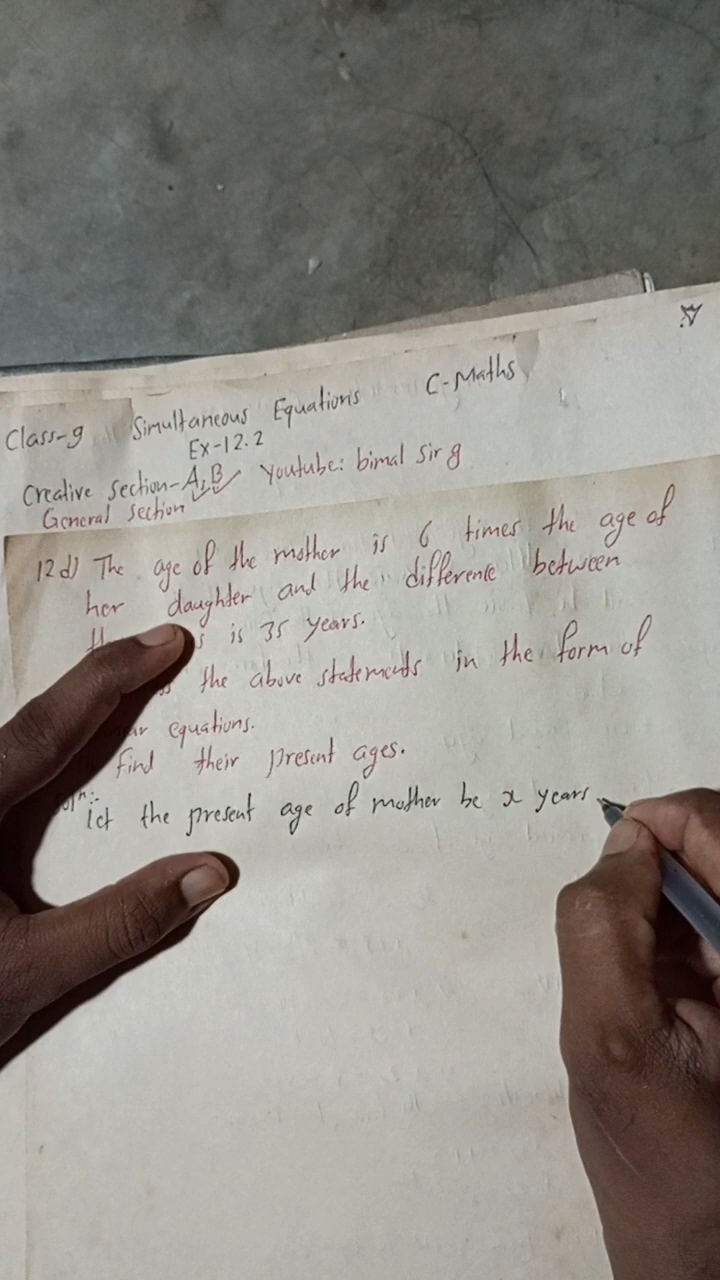 Class-9 Simultaneous Equations C-Maths
Ex-12.2
Creative Section-A,B Youtube: bimal sir g
General Section
12d) The age of the mother is 6 times the age of
her daughter and the difference between
is 35 years.
the above statements in the form of
equations.
find their present ages.
let the present age of mother be x years